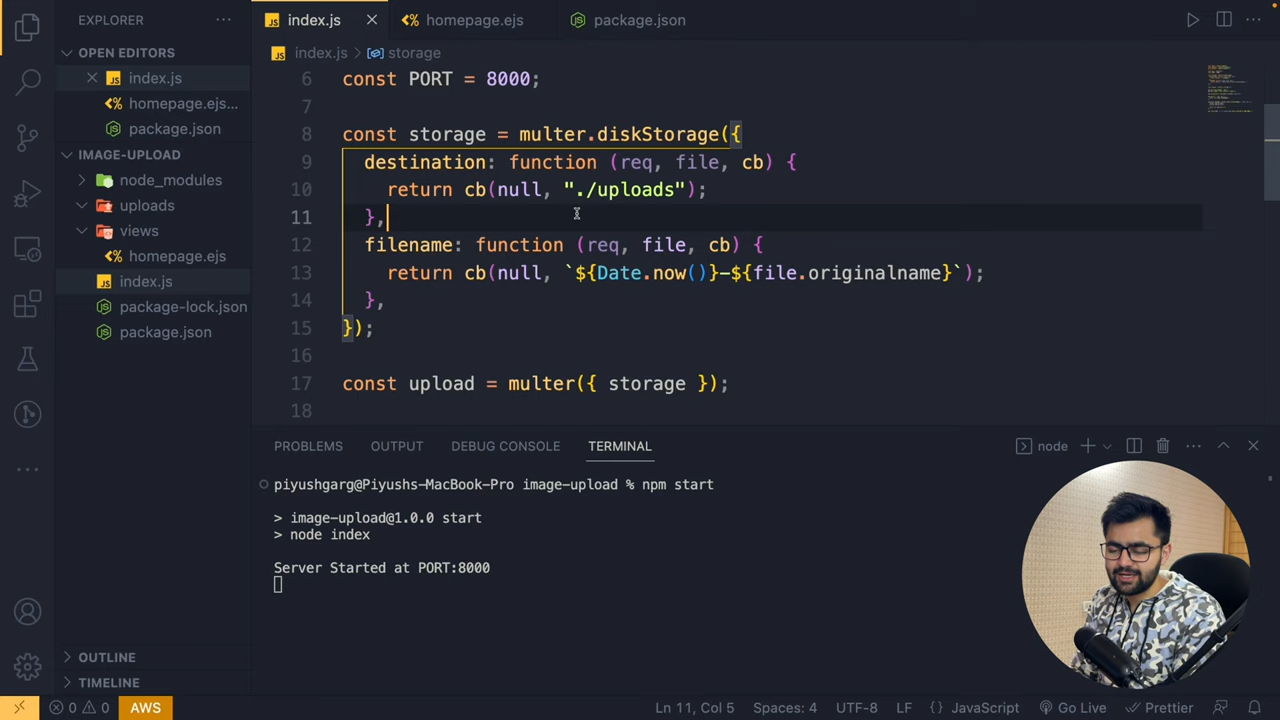 EXPLORER
OPEN EDITORS
index.js
homepage.ejs...
package.json
IMAGE-UPLOAD
node_modules
uploads
views
homepage.ejs
index.js
package-lock.json
package.json
OUTLINE
TIMELINE
index.js homepage.ejs package.json
index.js > storage
6 const PORT = 8000;
7
8 const storage = multer.diskStorage({
9 destination: function (req, file, cb) {
10 return cb(null, "./uploads");
11 },
12 filename: function (req, file, cb) {
13 return cb(null, `${Date.now()}-${file.originalname}`);
14 },
15 });
16
17 const upload = multer({ storage });
18
PROBLEMS OUTPUT DEBUG CONSOLE TERMINAL node
piyushgarg@Piyushs-MacBook-Pro image-upload % npm start
> image-upload@1.0.0 start
> node index
Server Started at PORT:8000
0 0 AWS Ln 11, Col 5 Spaces: 4 UTF-8 LF {} JavaScript Go Live Prettier